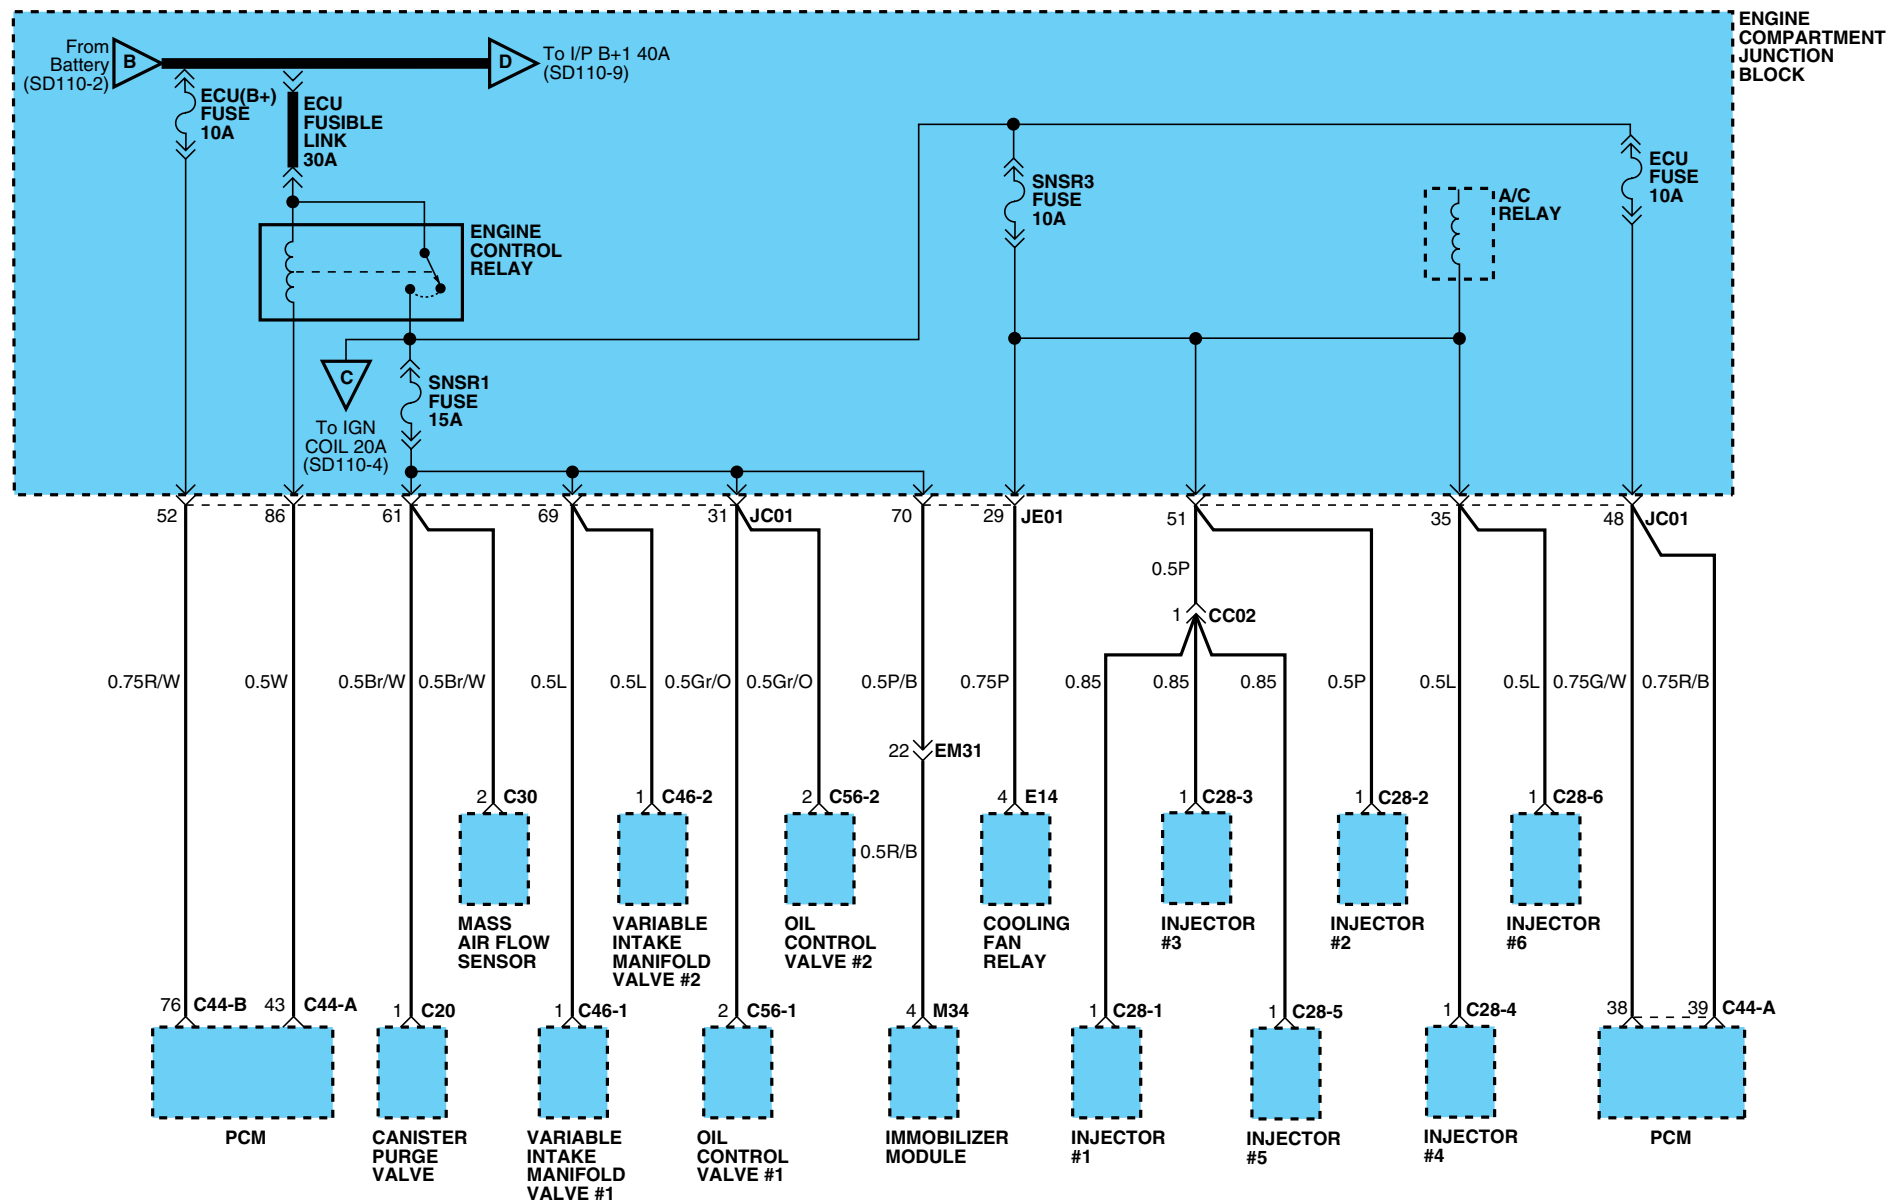 ENGINE
COMPARTMENT
JUNCTION
BLOCK
From
Battery
(SD110-2)
B
D
To I/P B+1 40A
(SD110-9)
ECU(B+)
FUSE
10A
ECU
FUSIBLE
LINK
30A
ENGINE
CONTROL
RELAY
SNSR3
FUSE
10A
A/C
RELAY
ECU
FUSE
10A
C
To IGN
COIL 20A
(SD110-4)
SNSR1
FUSE
15A
52
86
61
69
31
JC01
70
29
JE01
51
35
48
JC01
0.5P
1
CC02
0.75R/W
0.5W
0.5Br/W
0.5Br/W
0.5L
0.5L
0.5Gr/O
0.5Gr/O
0.5P/B
0.75P
0.85
0.85
0.85
0.5P
0.5L
0.5L
0.75G/W
0.75R/B
22
EM31
2
C30
1
C46-2
2
C56-2
4
E14
1
C28-3
1
C28-2
1
C28-6
0.5R/B
MASS
AIR FLOW
SENSOR
VARIABLE
INTAKE
MANIFOLD
VALVE #2
OIL
CONTROL
VALVE #2
COOLING
FAN
RELAY
INJECTOR
#3
INJECTOR
#2
INJECTOR
#6
76
C44-B
43
C44-A
1
C20
1
C46-1
2
C56-1
4
M34
1
C28-1
1
C28-5
1
C28-4
38
39
C44-A
PCM
CANISTER
PURGE
VALVE
VARIABLE
INTAKE
MANIFOLD
VALVE #1
OIL
CONTROL
VALVE #1
IMMOBILIZER
MODULE
INJECTOR
#1
INJECTOR
#5
INJECTOR
#4
PCM